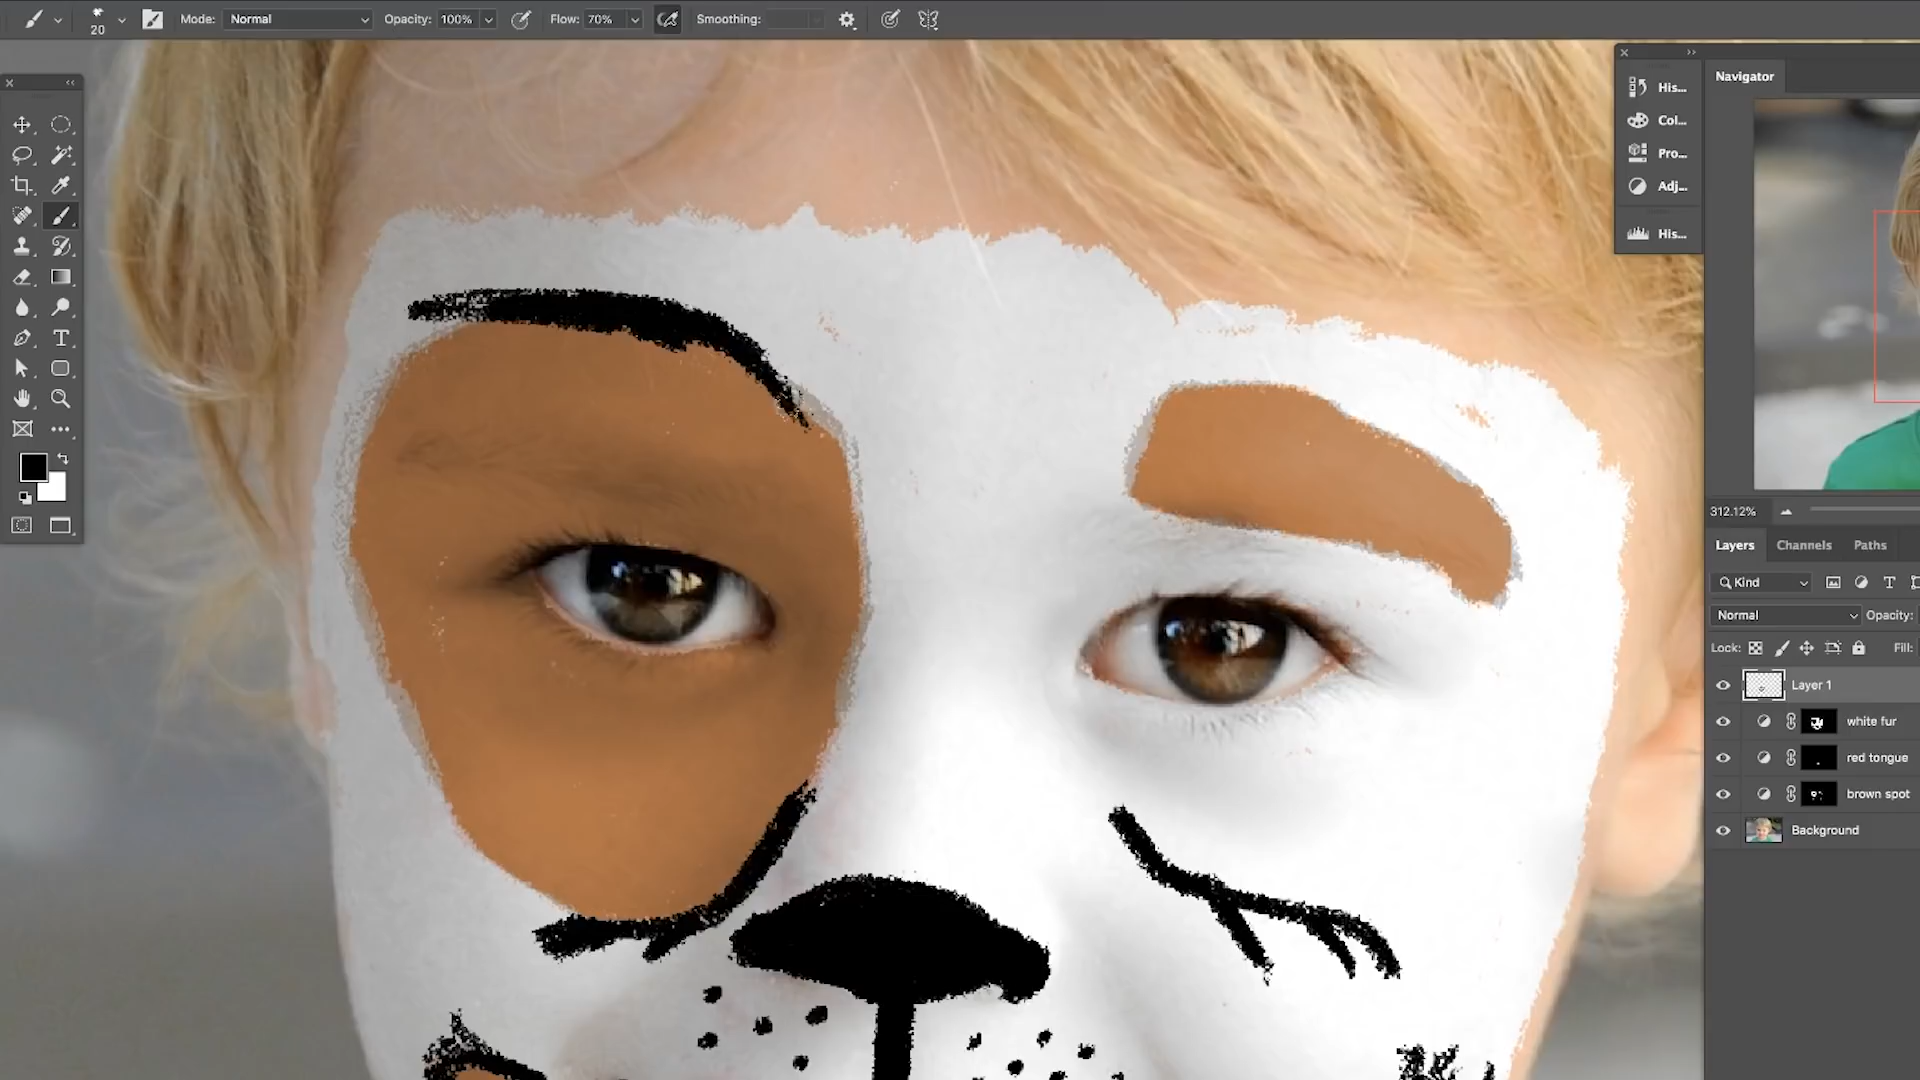 20
Mode: Normal Opacity: 100% Flow: 70% Smoothing:
His...
Col...
Pro...
Adj...
His...
Navigator
312.12%
Layers Channels Paths
Kind
Normal Opacity:
Lock: Fill:
Layer 1
white fur
red tongue
brown spot
Background